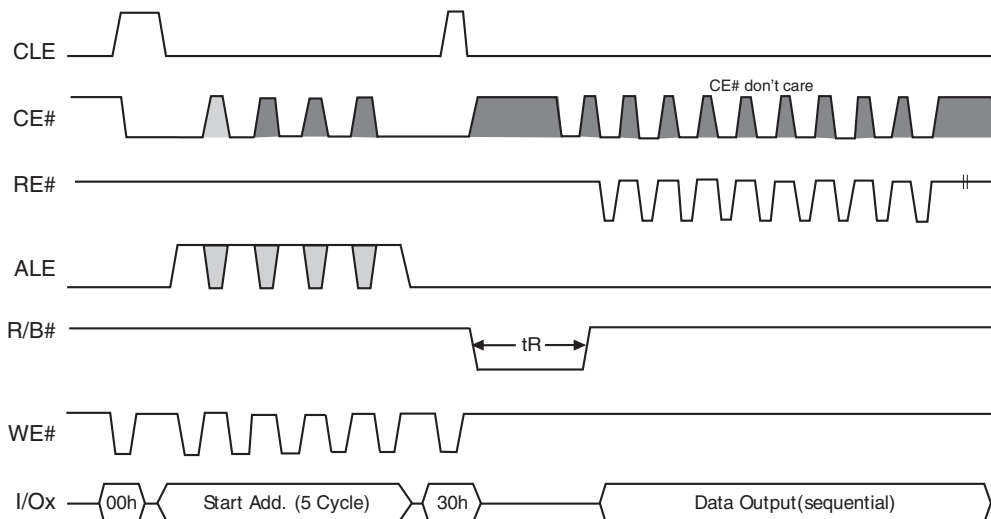 CLE
CE# don't care
CE#
RE#
ALE
R/B#
tR
WE#
I/Ox 00h Start Add. (5 Cycle) 30h Data Output(sequential)